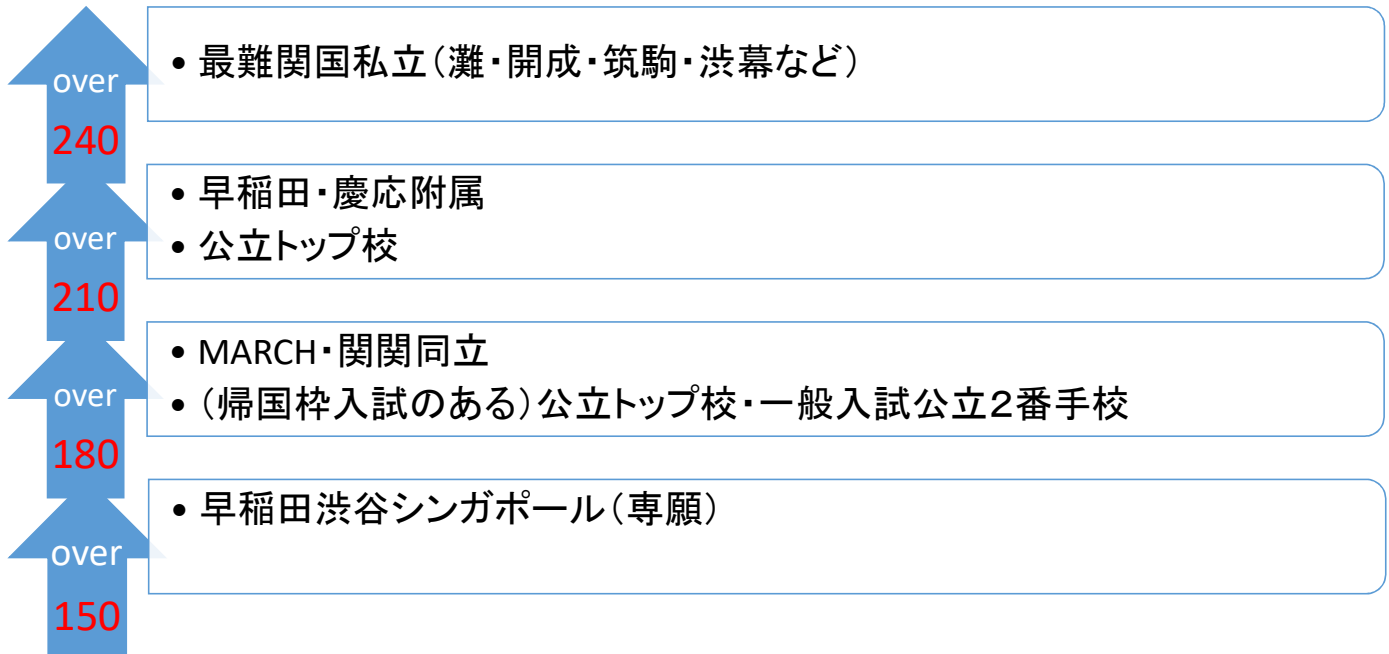 over
240
• 最難関国私立（灘・開成・筑駒・渋幕など）
over
210
• 早稲田・慶応附属
• 公立トップ校
over
180
• MARCH・関関同立
• （帰国枠入試のある）公立トップ校・一般入試公立２番手校
over
150
• 早稲田渋谷シンガポール（専願）